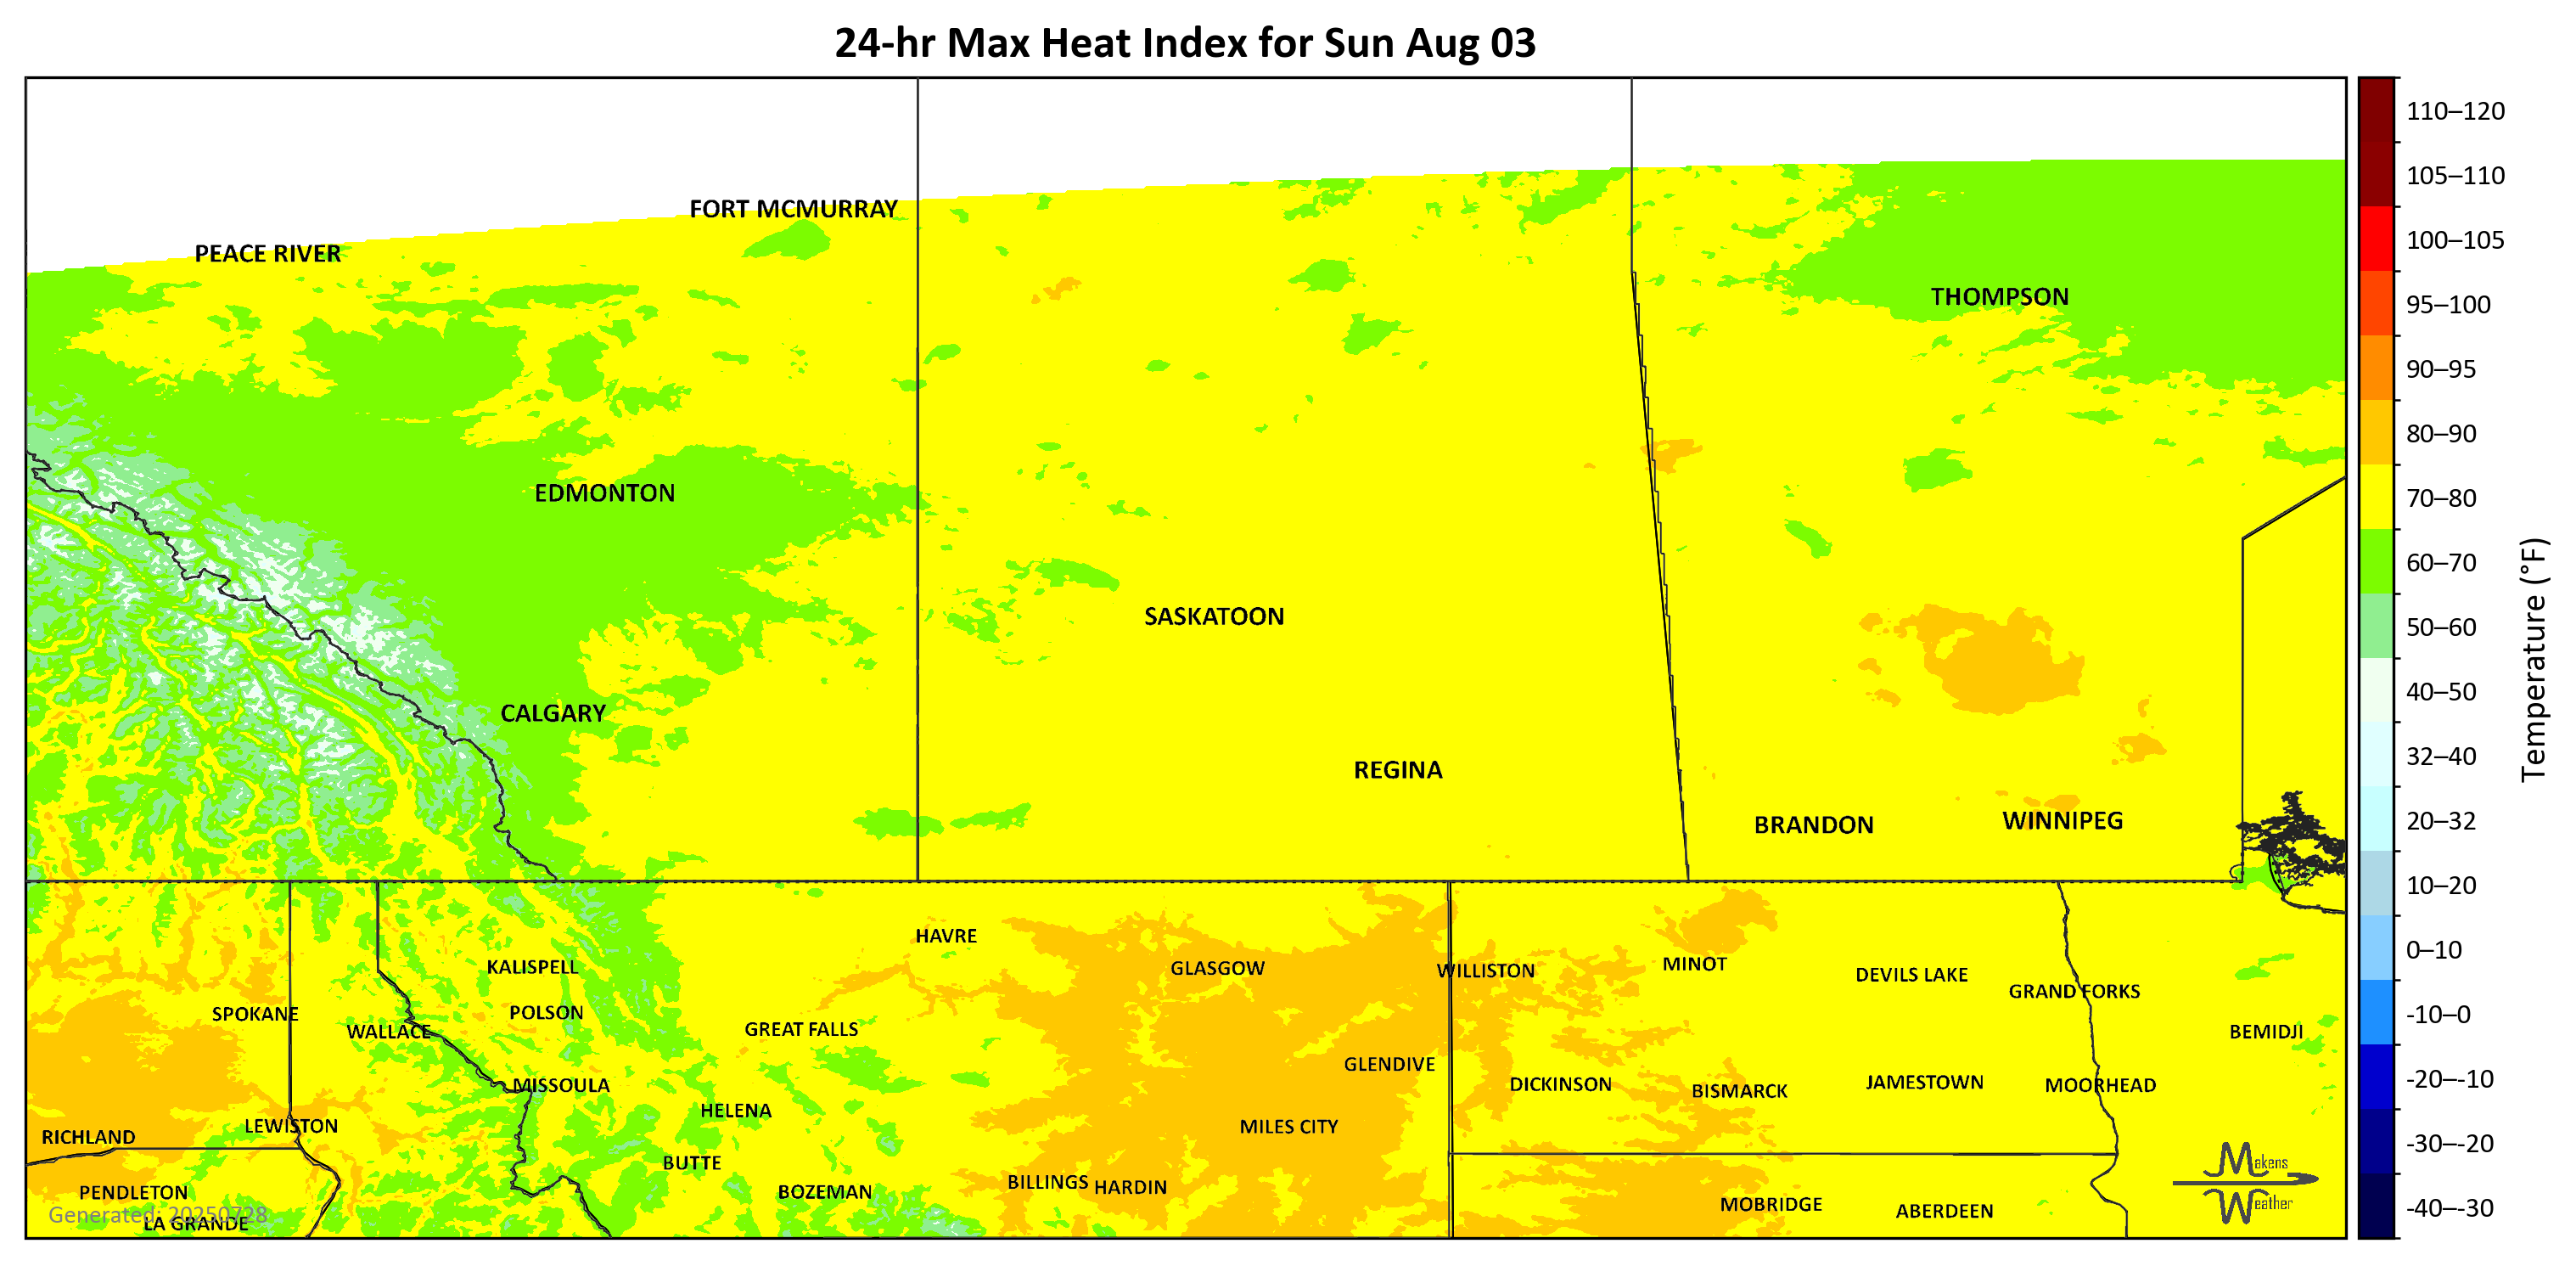 24-hr Max Heat Index for Sun Aug 03
110–120
105–110
100–105
95–100
90–95
80–90
70–80
60–70
50–60
40–50
32–40
20–32
10–20
0–10
-10–0
-20–-10
-30–-20
-40–-30
Temperature (°F)
FORT MCMURRAY
PEACE RIVER
THOMPSON
EDMONTON
SASKATOON
CALGARY
REGINA
BRANDON
WINNIPEG
HAVRE
KALISPELL
GLASGOW
WILLISTON
MINOT
DEVILS LAKE
GRAND FORKS
SPOKANE
POLSON
WALLACE
GREAT FALLS
BEMIDJI
GLENDIVE
MISSOULA
DICKINSON
BISMARCK
JAMESTOWN
MOORHEAD
HELENA
LEWISTON
MILES CITY
RICHLAND
BUTTE
PENDLETON
BOZEMAN
BILLINGS
HARDIN
MOBRIDGE
ABERDEEN
LA GRANDE
Generated: 20250728
Makens
Weather